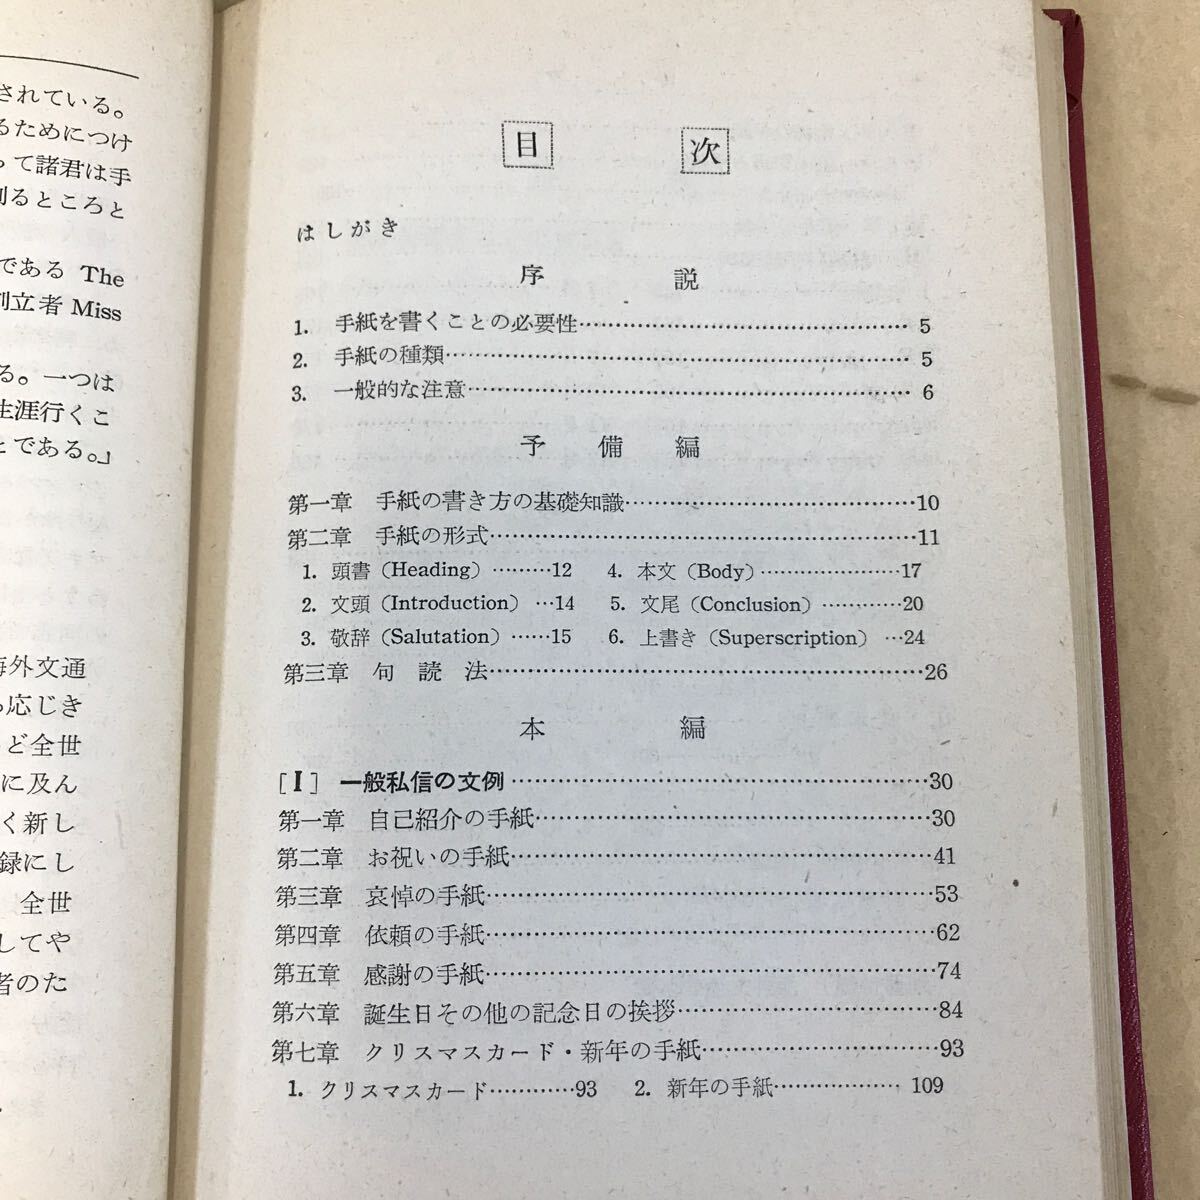 されている。
るためにつけ
って諸君は手
創るところと
である The
創立者 Miss
る。一つは
生涯行くこ
とである。」
海外文通
応じき
ど全世
に及ん
く新し
録にし
全世
してや
者のた
目次
はしがき
序説
1. 手紙を書くことの必要性……………………………………… 5
2. 手紙の種類……………………………………………………… 5
3. 一般的な注意…………………………………………………… 6
予備編
第一章 手紙の書き方の基礎知識…………………………………10
第二章 手紙の形式…………………………………………………11
1. 頭書（Heading）………12 4. 本文（Body）………………17
2. 文頭（Introduction）…14 5. 文尾（Conclusion）…………20
3. 敬辞（Salutation）……15 6. 上書き（Superscription）…24
第三章 句読法………………………………………………………26
本編
［Ⅰ］ 一般私信の文例………………………………………………30
第一章 自己紹介の手紙……………………………………………30
第二章 お祝いの手紙………………………………………………41
第三章 哀悼の手紙…………………………………………………53
第四章 依頼の手紙…………………………………………………62
第五章 感謝の手紙…………………………………………………74
第六章 誕生日その他の記念日の挨拶……………………………84
第七章 クリスマスカード・新年の手紙…………………………93
1. クリスマスカード…………93 2. 新年の手紙……………… 109